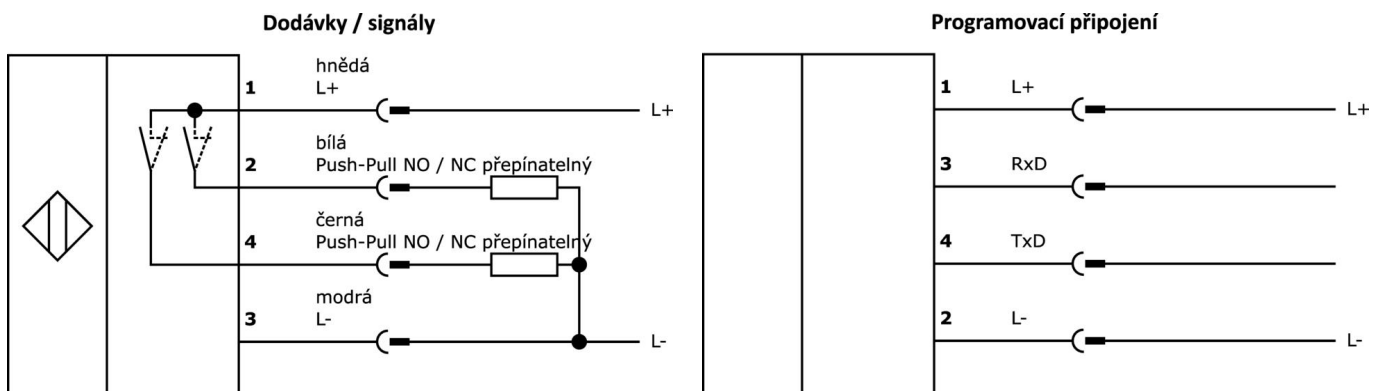 Dodávky / signály
hnědá
1 L+
L+
bílá
2 Push-Pull NO / NC přepínatelný
černá
4 Push-Pull NO / NC přepínatelný
modrá
3 L-
L-
Programovací připojení
1 L+
L+
3 RxD
4 TxD
2 L-
L-